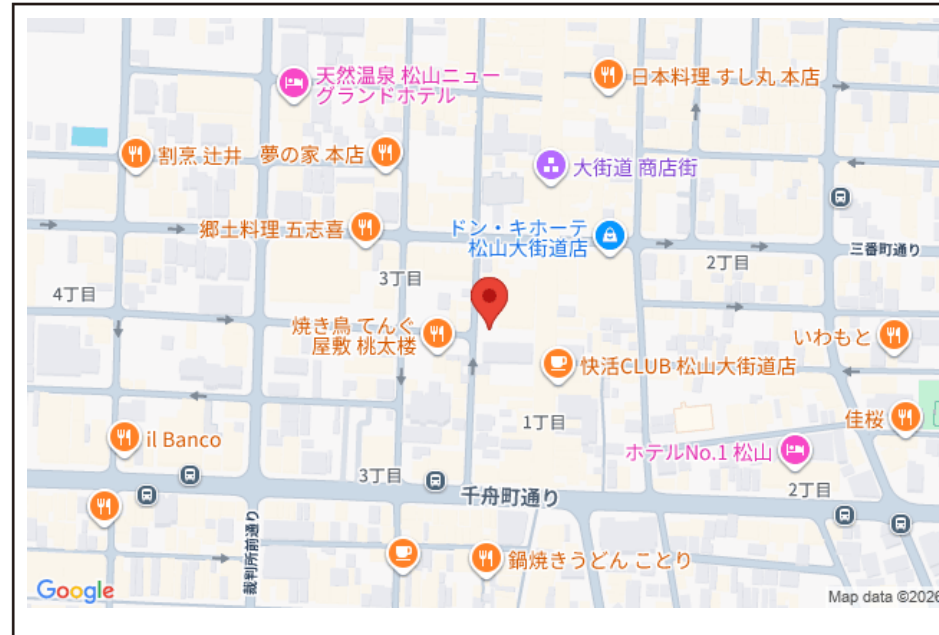 天然温泉 松山ニュー
グランドホテル
日本料理 すし丸 本店
割烹 辻井
夢の家 本店
大街道 商店街
郷土料理 五志喜
ドン・キホーテ
松山大街道店
三番町通り
2丁目
3丁目
4丁目
焼き鳥 てんぐ
屋敷 桃太楼
いわもと
快活CLUB 松山大街道店
1丁目
佳桜
il Banco
ホテルNo.1 松山
3丁目
千舟町通り
2丁目
裁判所前通り
鍋焼きうどん ことり
Google
Map data ©2026